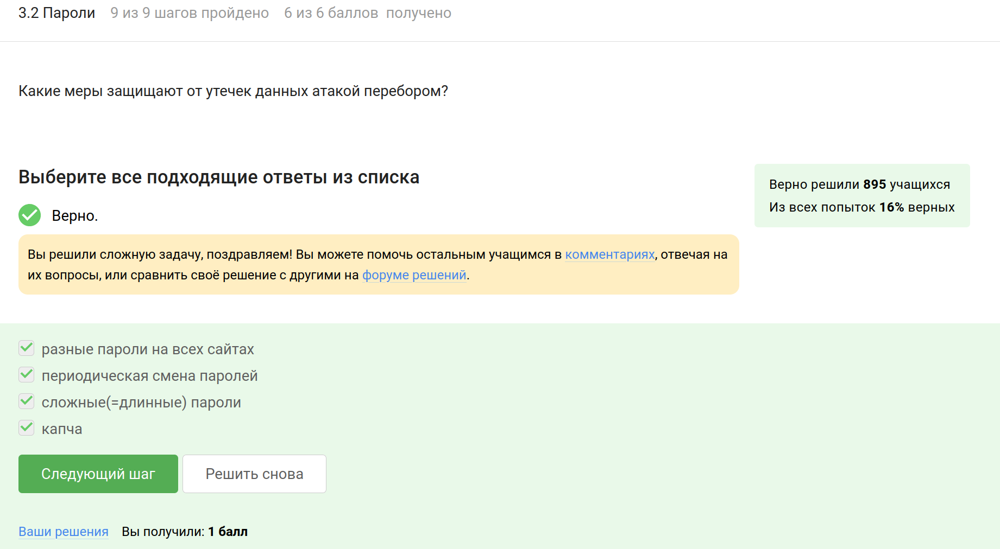 3.2 Пароли 9 из 9 шагов пройдено 6 из 6 баллов получено
Какие меры защищают от утечек данных атакой перебором?
Выберите все подходящие ответы из списка
Верно.
Верно решили 895 учащихся
Из всех попыток 16% верных
Вы решили сложную задачу, поздравляем! Вы можете помочь остальным учащимся в комментариях, отвечая на
их вопросы, или сравнить своё решение с другими на форуме решений.
разные пароли на всех сайтах
периодическая смена паролей
сложные(=длинные) пароли
капча
Следующий шаг Решить снова
Ваши решения Вы получили: 1 балл